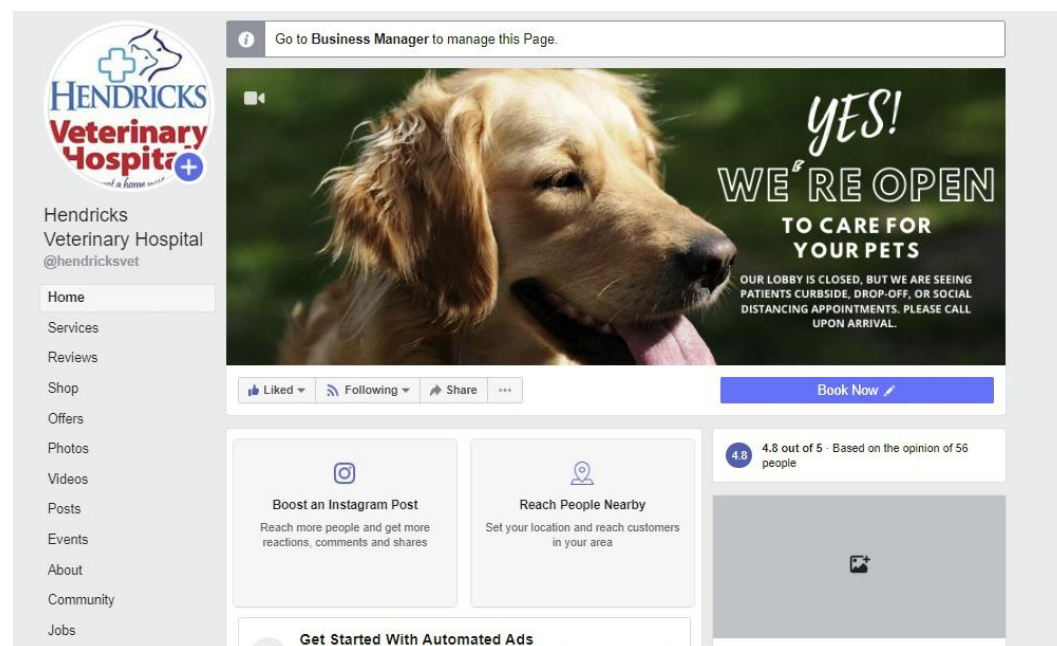 HENDRICKS
Veterinary
Hendricks
Veterinary Hospital
@hendricksvet
Home
Services
Reviews
Shop
Offers
Photos
Videos
Posts
Events
About
Community
Jobs
Go to Business Manager to manage this Page.
YES!
WE'RE OPEN
TO CARE FOR
YOUR PETS
OUR LOBBY IS CLOSED, BUT WE ARE SEEING
PATIENTS CURBSIDE, DROP-OFF, OR SOCIAL
DISTANCING APPOINTMENTS. PLEASE CALL
UPON ARRIVAL.
Liked
Following
Share
Book Now
Boost an Instagram Post
Reach more people and get more
reactions, comments and shares
Reach People Nearby
Set your location and reach customers
in your area
Get Started With Automated Ads
4.8
4.8 out of 5 · Based on the opinion of 56
people